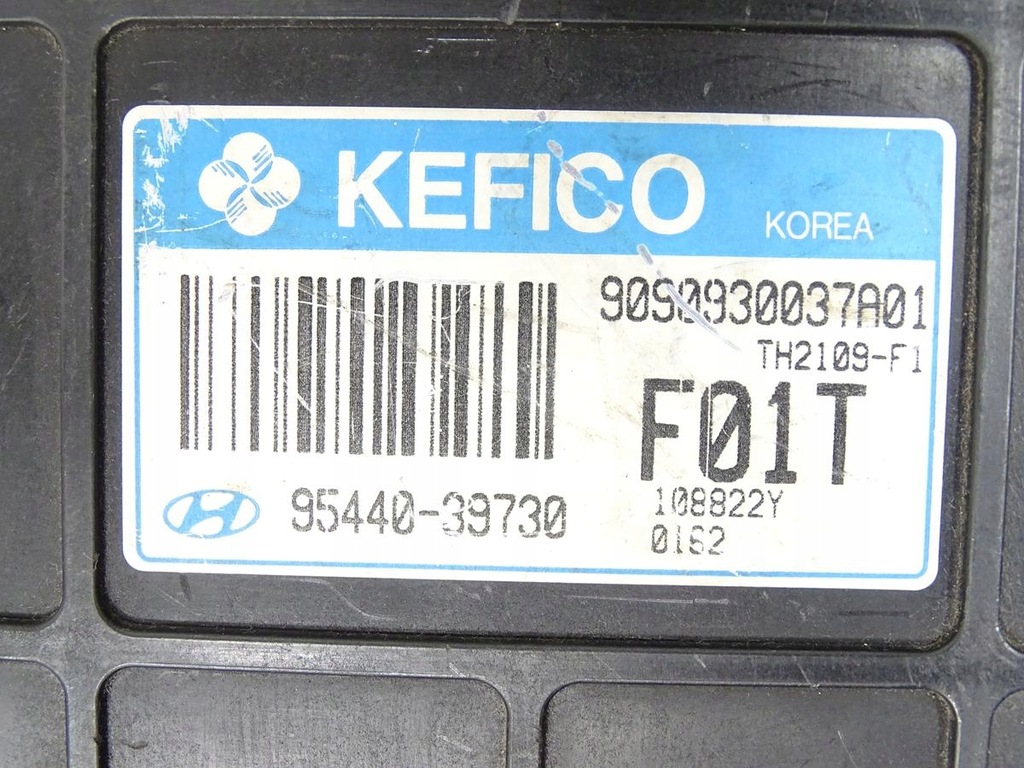 KEFICO
KOREA
9090930037A01
TH2109-F1
F01T
108822Y
95440-39730
0162